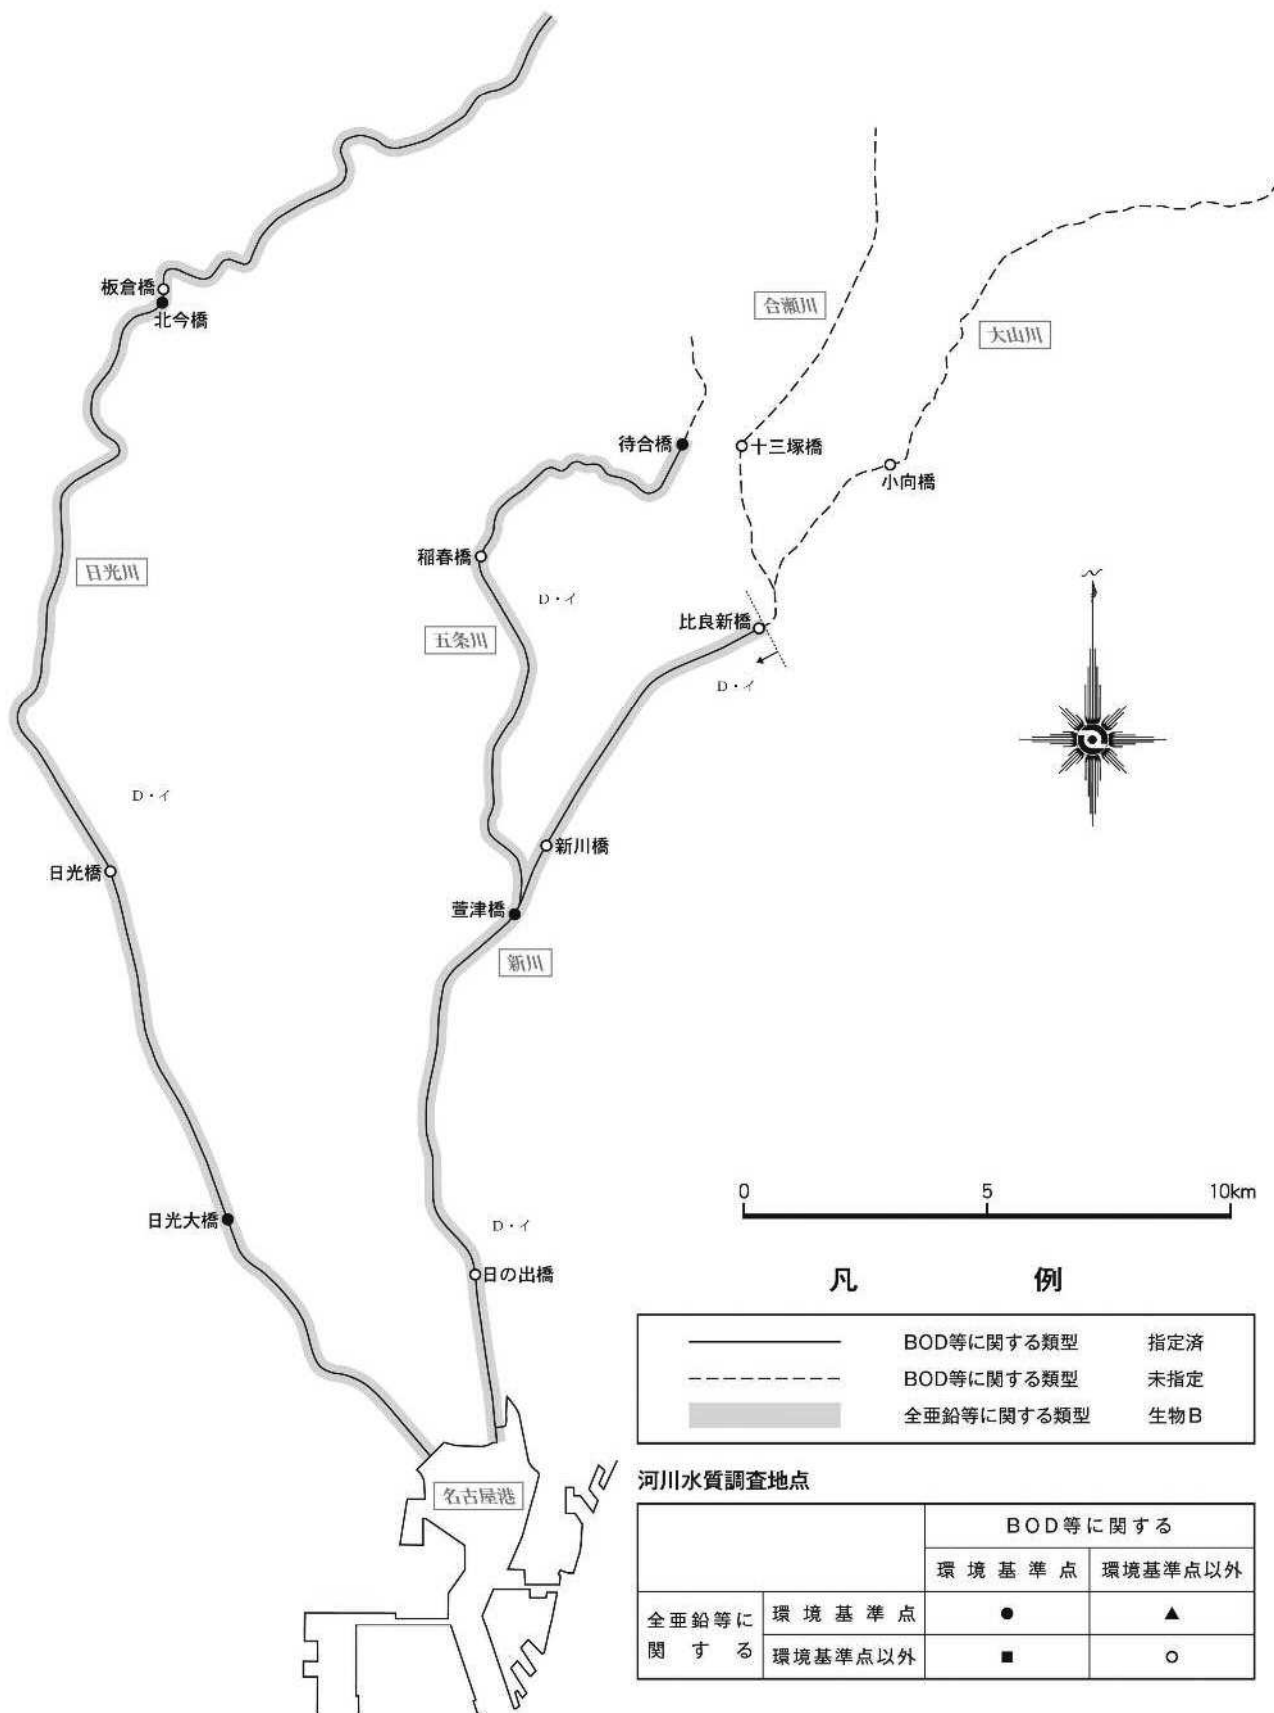 板倉橋
北今橋
合瀬川
大山川
待合橋
十三塚橋
小向橋
稲春橋
日光川
D・イ
比良新橋
五条川
D・イ
D・イ
新川橋
日光橋
萱津橋
新川
0 5 10km
日光大橋
D・イ
日の出橋
凡 例
BOD等に関する類型 指定済
BOD等に関する類型 未指定
全亜鉛等に関する類型 生物B
名古屋港
河川水質調査地点
BOD等に関する
環境基準点 環境基準点以外
全亜鉛等に関する 環境基準点 ● ▲
環境基準点以外 ■ ○